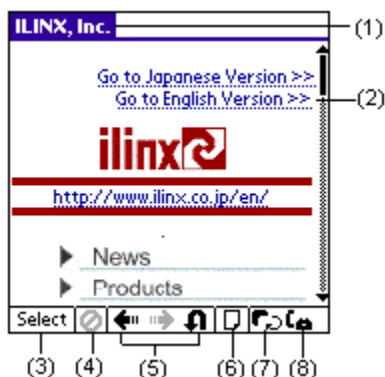 ILINX, Inc.
(1)
Go to Japanese Version >>
Go to English Version >>
(2)
ilinx
http://www.ilinx.co.jp/en/
News
Products
Select
(3) (4) (5) (6) (7) (8)